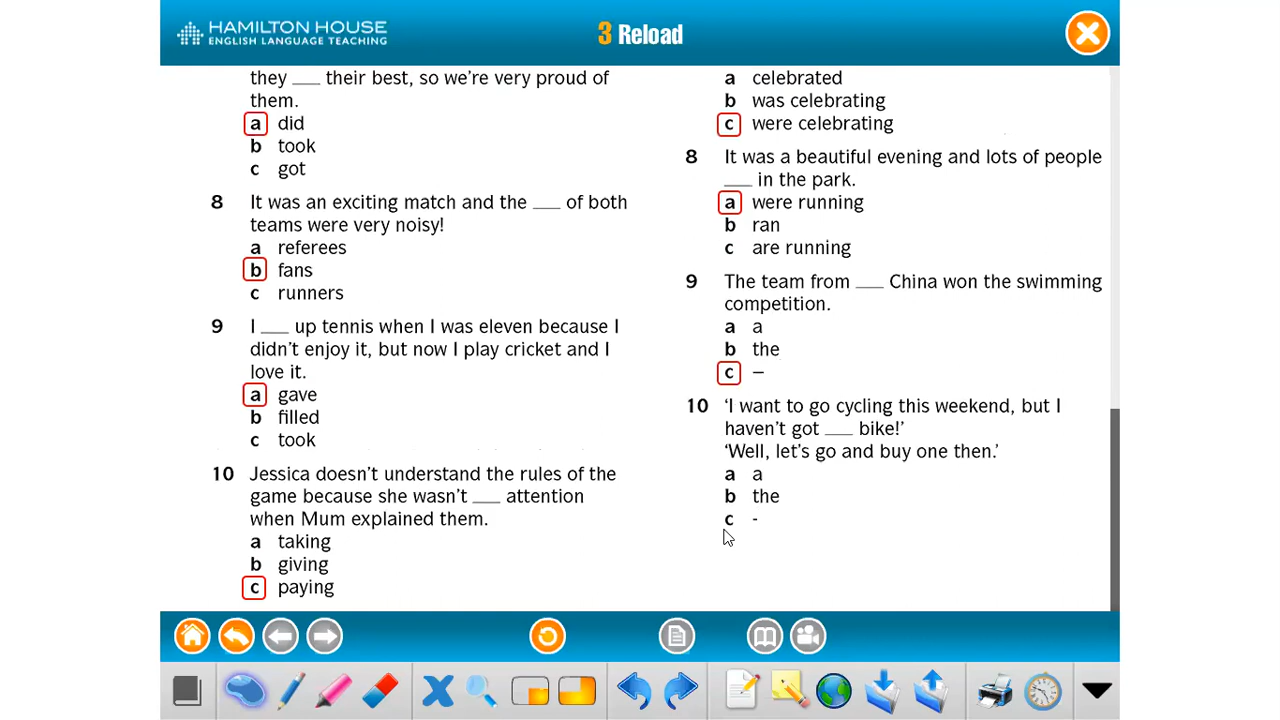 HAMILTON HOUSE
ENGLISH LANGUAGE TEACHING
3 Reload
they ___ their best, so we're very proud of
them.
a did
b took
c got
8 It was an exciting match and the ___ of both
teams were very noisy!
a referees
b fans
c runners
9 I ___ up tennis when I was eleven because I
didn't enjoy it, but now I play cricket and I
love it.
a gave
b filled
c took
10 Jessica doesn't understand the rules of the
game because she wasn't ___ attention
when Mum explained them.
a taking
b giving
c paying
a celebrated
b was celebrating
c were celebrating
8 It was a beautiful evening and lots of people
___ in the park.
a were running
b ran
c are running
9 The team from ___ China won the swimming
competition.
a a
b the
c –
10 ‘I want to go cycling this weekend, but I
haven't got ___ bike!’
‘Well, let's go and buy one then.’
a a
b the
c -